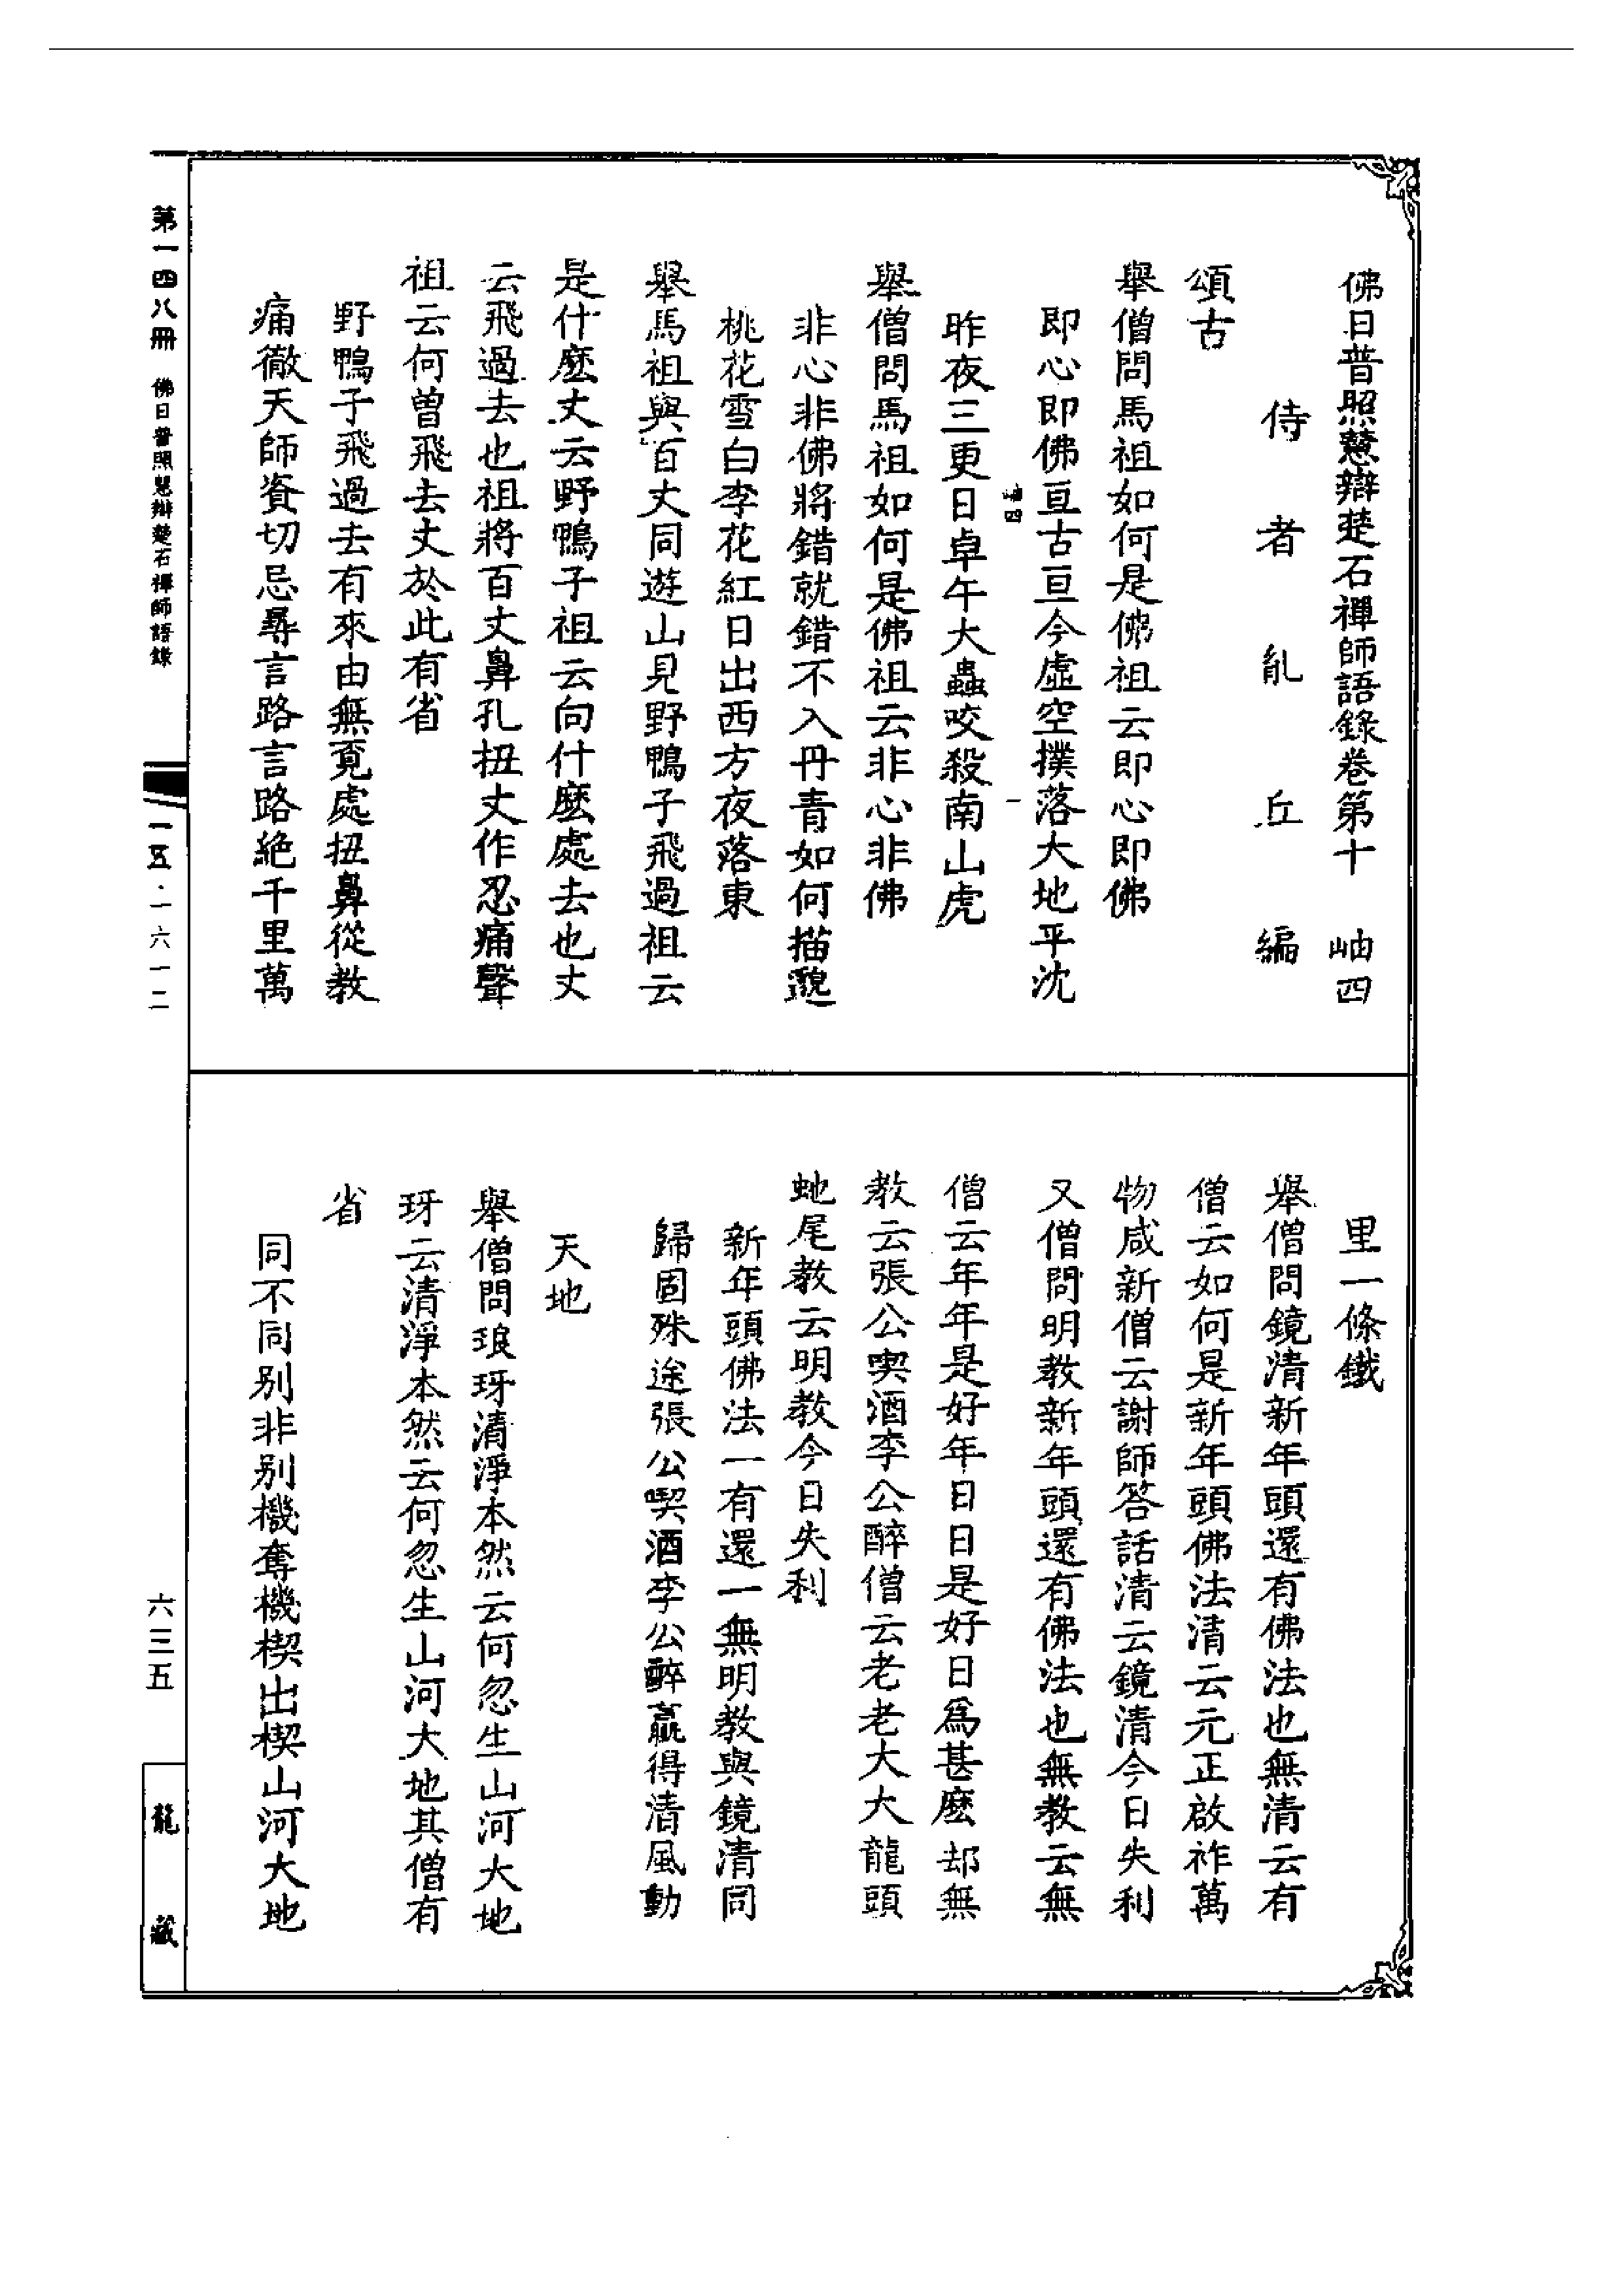 佛日普照慧辯楚石禪師語錄卷第十　岫四
侍者　丘編
頌古
舉僧問馬祖如何是佛祖云即心即佛
即心即佛亘古亘今虛空撲落大地平沈
岫四　一
昨夜三更日卓午大蟲咬殺南山虎
舉僧問馬祖如何是佛祖云非心非佛
非心非佛將錯就錯不入丹青如何描邈
桃花雪白李花紅日出西方夜落東
舉馬祖與百丈同遊山見野鴨子飛過祖云
是什麼丈云野鴨子祖云向什麼處去也丈
云飛過去也祖將百丈鼻孔扭丈作忍痛聲
祖云何曾飛去丈於此有省
野鴨子飛過去有來由無覔處扭鼻從教
痛徹天師資切忌尋言路言路絕千里萬
里一條鐵
舉僧問鏡清新年頭還有佛法也無清云有
僧云如何是新年頭佛法清云元正啟祚萬
物咸新僧云謝師答話清云鏡清今日失利
又僧問明教新年頭還有佛法也無教云無
僧云年年是好年日日是好日爲甚麼却無
教云張公喫酒李公醉僧云老老大大龍頭
虵尾教云明教今日失利
新年頭佛法一有還一無明教與鏡清同
歸固殊途張公喫酒李公醉贏得清風動
天地
舉僧問琅玡清淨本然云何忽生山河大地
玡云清淨本然云何忽生山河大地其僧有
省
同不同別非別機奪機楔出楔山河大地
第一四八冊　佛日普照慧辯楚石禪師語錄
一五·一六一二
六三五
龍藏